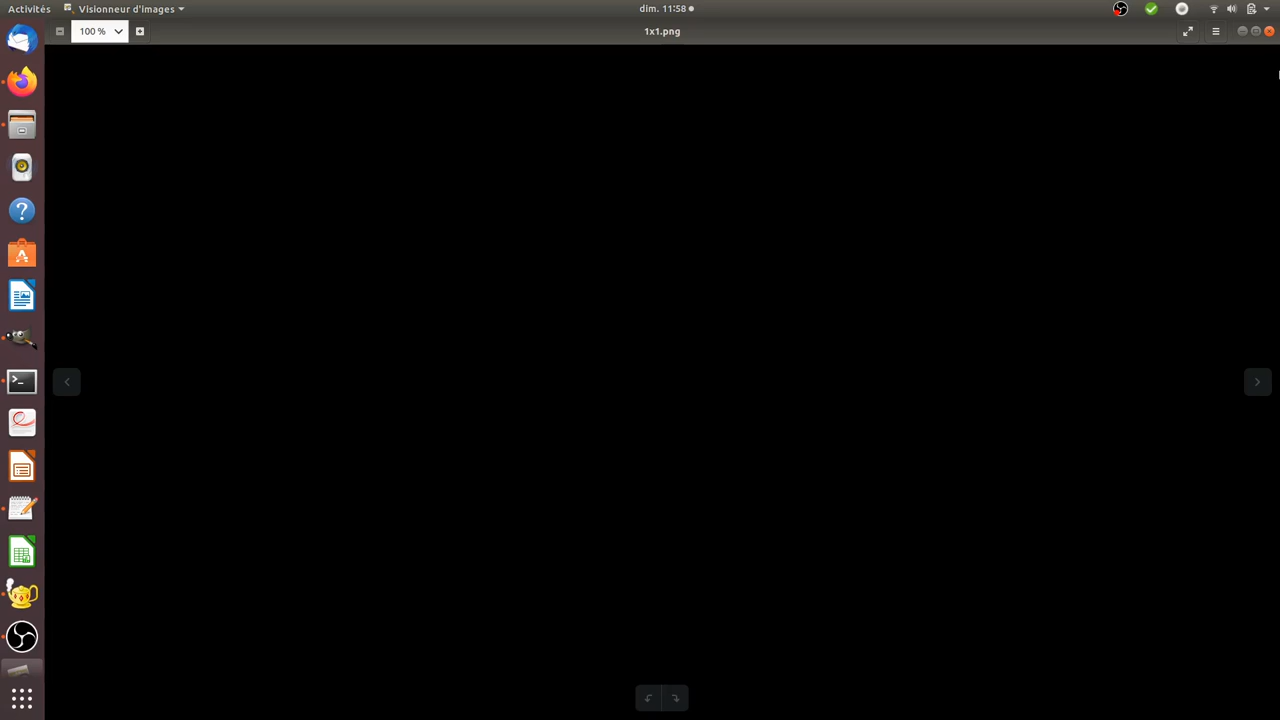 Activités
Visionneur d'images
dim. 11:58
100 %
1x1.png